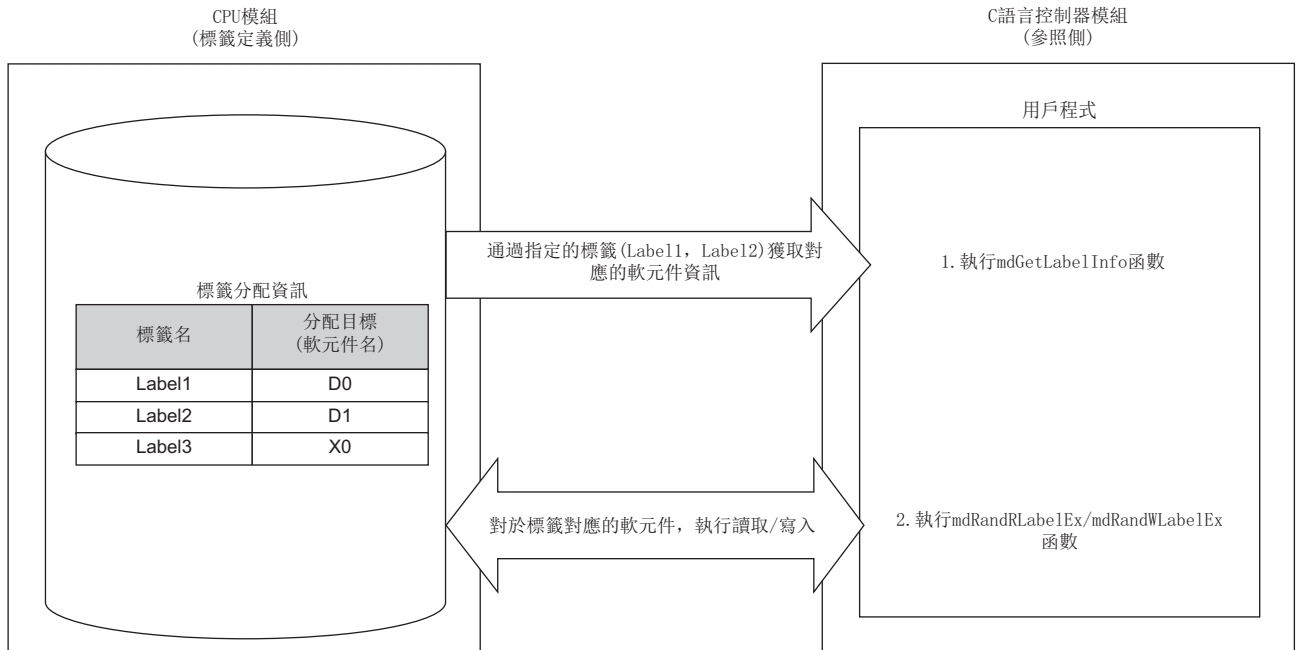 CPU模組
(標籤定義側)
C語言控制器模組
(參照側)
用戶程式
通過指定的標籤(Label1, Label2)獲取對
應的軟元件資訊
1.執行mdGetLabelInfo函數
標籤分配資訊
標籤名
分配目標
(軟元件名)
Label1 D0
Label2 D1
Label3 X0
對於標籤對應的軟元件, 執行讀取/寫入
2.執行mdRandRLabelEx/mdRandWLabelEx
函數